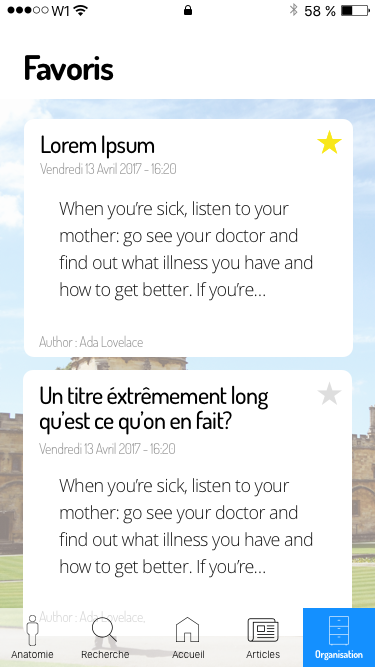 W1 58 %
Favoris
Lorem Ipsum
Vendredi 13 Avril 2017 - 16:20
When you're sick, listen to your
mother: go see your doctor and
find out what illness you have and
how to get better. If you're...
Author : Ada Lovelace
Un titre éxtrêmement long
qu'est ce qu'on en fait?
Vendredi 13 Avril 2017 - 16:20
When you're sick, listen to your
mother: go see your doctor and
find out what illness you have and
how to get better. If you're...
Author : Ada Lovelace,
Anatomie Recherche Accueil Articles Organisation